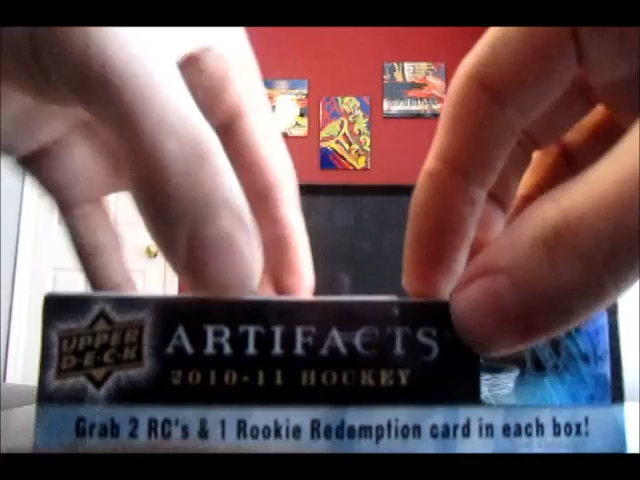 UPPER
DECK
ARTIFACTS
2010-11 HOCKEY
Grab 2 RC's & 1 Rookie Redemption card in each box!